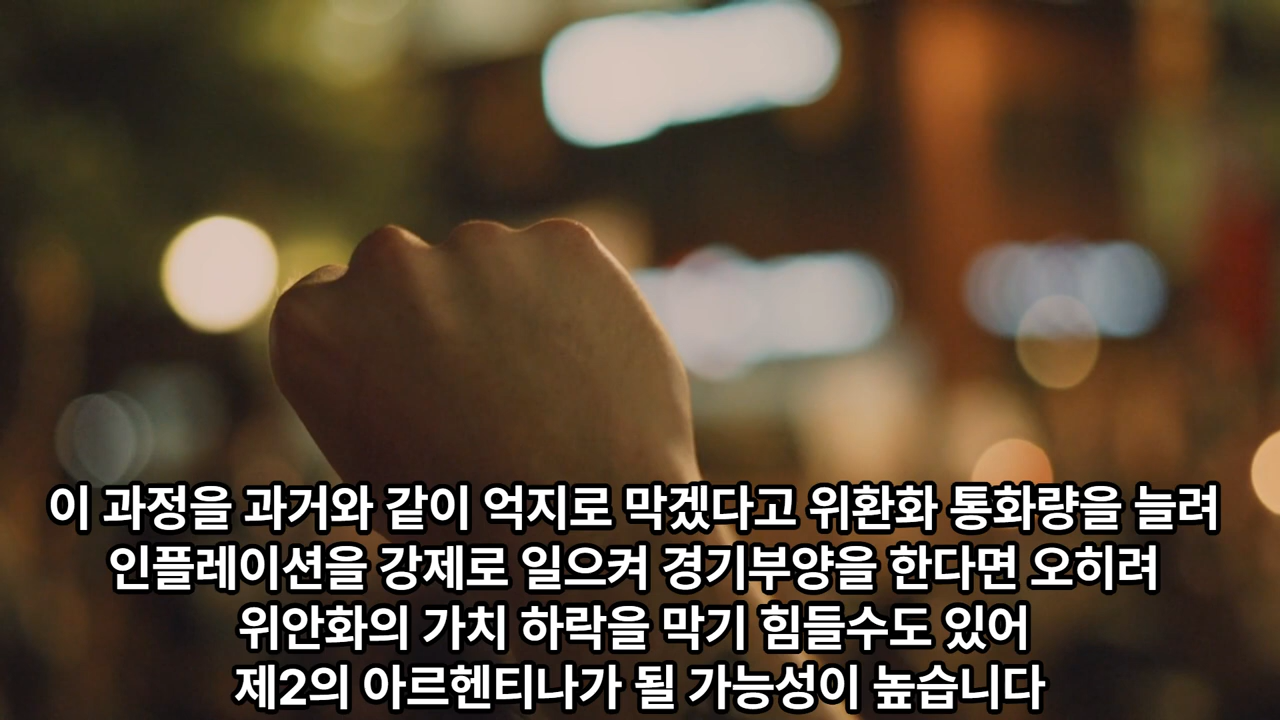 이 과정을 과거와 같이 억지로 막겠다고 위환화 통화량을 늘려
인플레이션을 강제로 일으켜 경기부양을 한다면 오히려
위안화의 가치 하락을 막기 힘들수도 있어
제2의 아르헨티나가 될 가능성이 높습니다